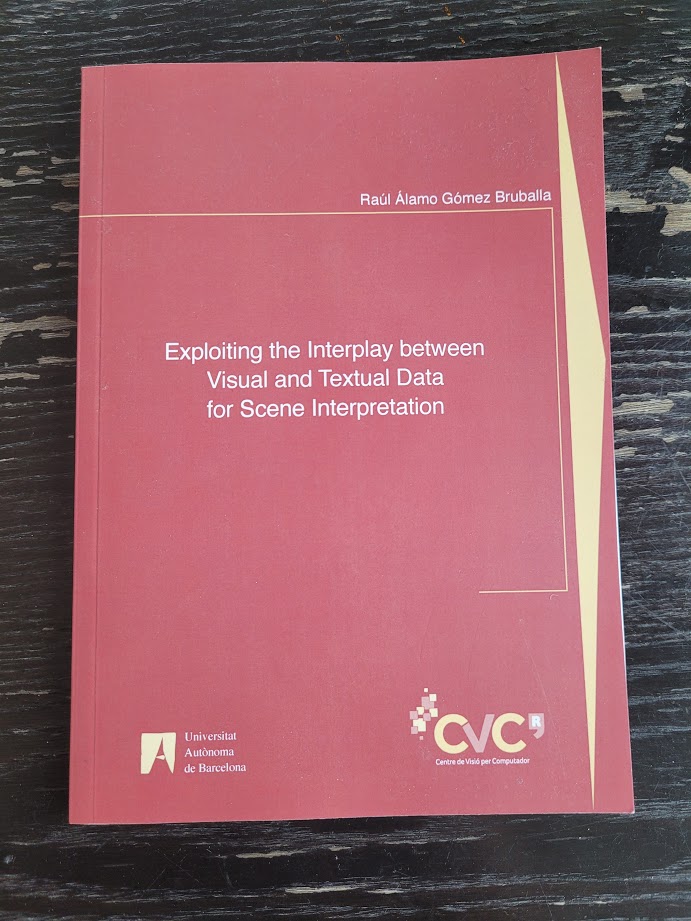 Raúl Álamo Gómez Bruballa
Exploiting the Interplay between
Visual and Textual Data
for Scene Interpretation
Universitat
Autònoma
de Barcelona
CVC
R
Centre de Visió per Computador